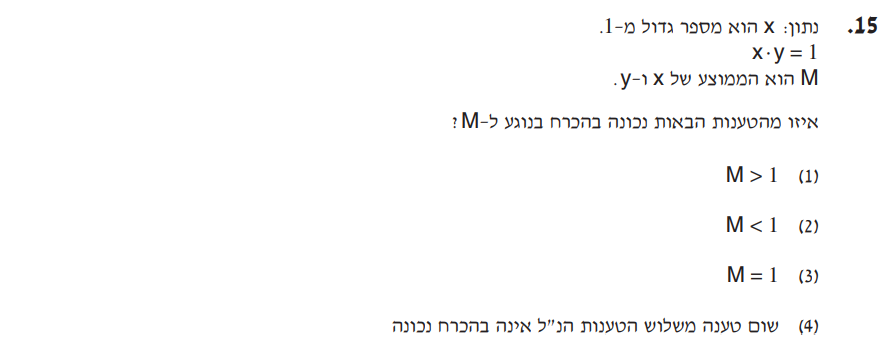 .15 נתון: x הוא מספר גדול מ-1.
x · y = 1
M הוא הממוצע של x ו-y.
איזו מהטענות הבאות נכונה בהכרח בנוגע ל-M?
(1) M > 1
(2) M < 1
(3) M = 1
(4) שום טענה משלוש הטענות הנ"ל אינה בהכרח נכונה